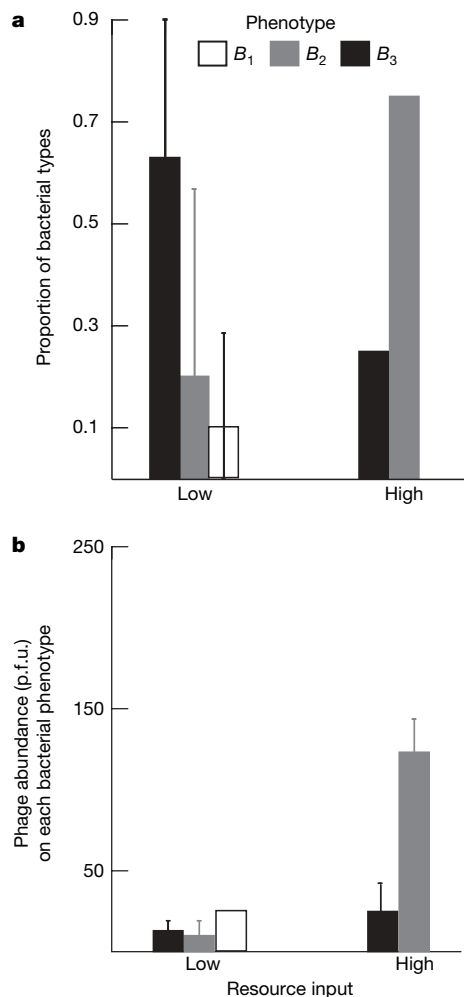 a
Phenotype
B1 B2 B3
Proportion of bacterial types
0.9
0.7
0.5
0.3
0.1
Low High
b
Phage abundance (p.f.u.)
on each bacterial phenotype
250
150
50
Low High
Resource input